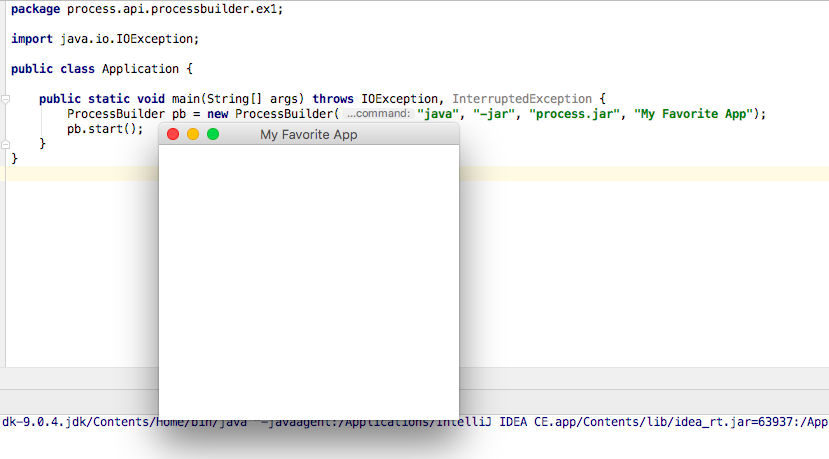 package process.api.processbuilder.ex1;
import java.io.IOException;
public class Application {
public static void main(String[] args) throws IOException, InterruptedException {
ProcessBuilder pb = new ProcessBuilder( ...command: "java", "-jar", "process.jar", "My Favorite App");
pb.start();
}
}
My Favorite App
dk-9.0.4.jdk/Contents/Home/bin/java "-javaagent:/Applications/IntelliJ IDEA CE.app/Contents/lib/idea_rt.jar=63937:/App